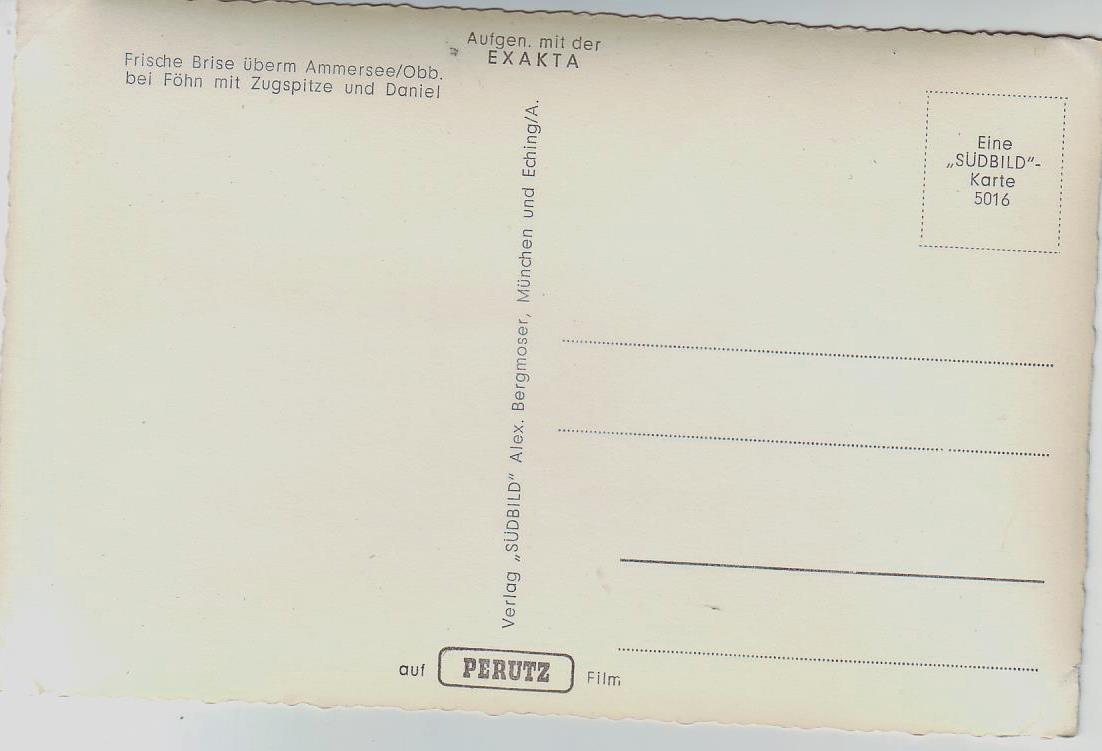 Frische Brise überm Ammersee/Obb.
bei Föhn mit Zugspitze und Daniel
Aufgen. mit der
EXAKTA
Verlag „SÜDBILD“ Alex. Bergmoser, München und Eching/A.
Eine
„SÜDBILD“-
Karte
5016
auf PERUTZ Film